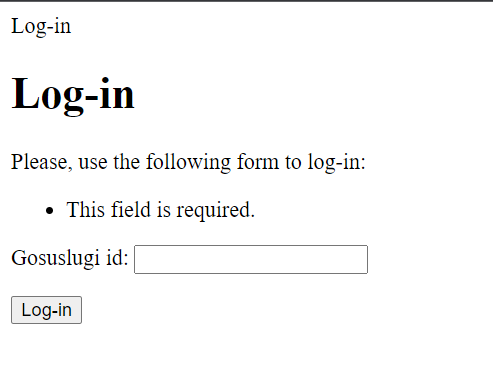 Log-in
Log-in
Please, use the following form to log-in:
This field is required.
Gosuslugi id:
Log-in